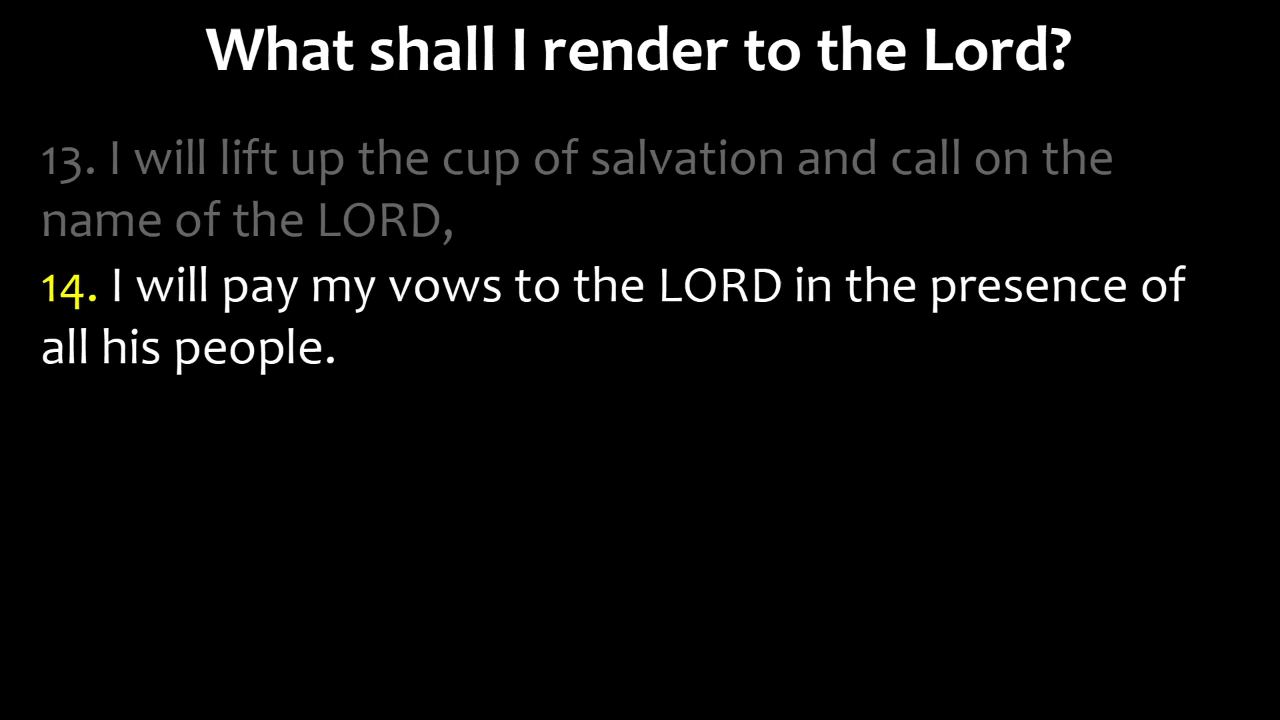 What shall I render to the Lord?
13. I will lift up the cup of salvation and call on the
name of the LORD,
14. I will pay my vows to the LORD in the presence of
all his people.